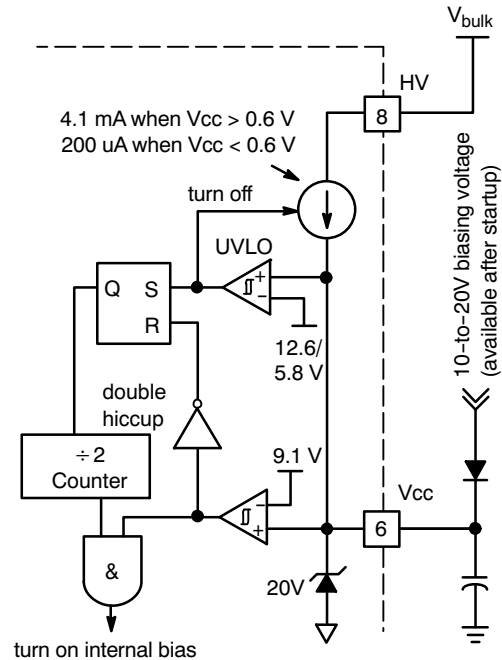 Vbulk
HV
8
4.1 mA when Vcc > 0.6 V
200 uA when Vcc < 0.6 V
turn off
UVLO
+
−
Q
S
R
12.6/
5.8 V
10−to−20V biasing voltage
(available after startup)
double
hiccup
÷ 2
Counter
9.1 V
−
+
Vcc
6
&
20V
turn on internal bias